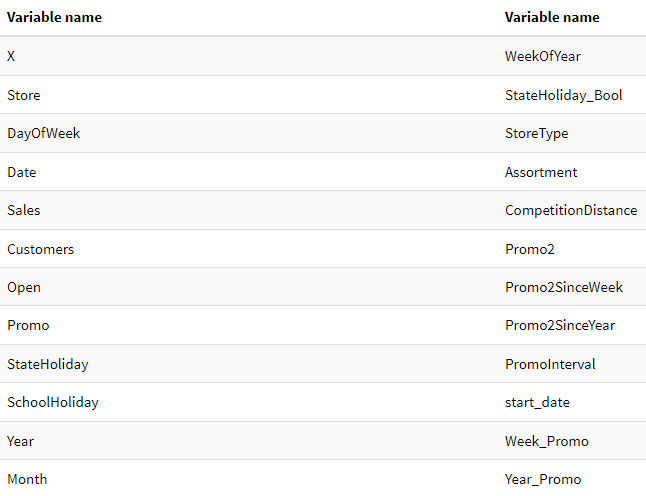 Variable name Variable name
X WeekOfYear
Store StateHoliday_Bool
DayOfWeek StoreType
Date Assortment
Sales CompetitionDistance
Customers Promo2
Open Promo2SinceWeek
Promo Promo2SinceYear
StateHoliday PromoInterval
SchoolHoliday start_date
Year Week_Promo
Month Year_Promo